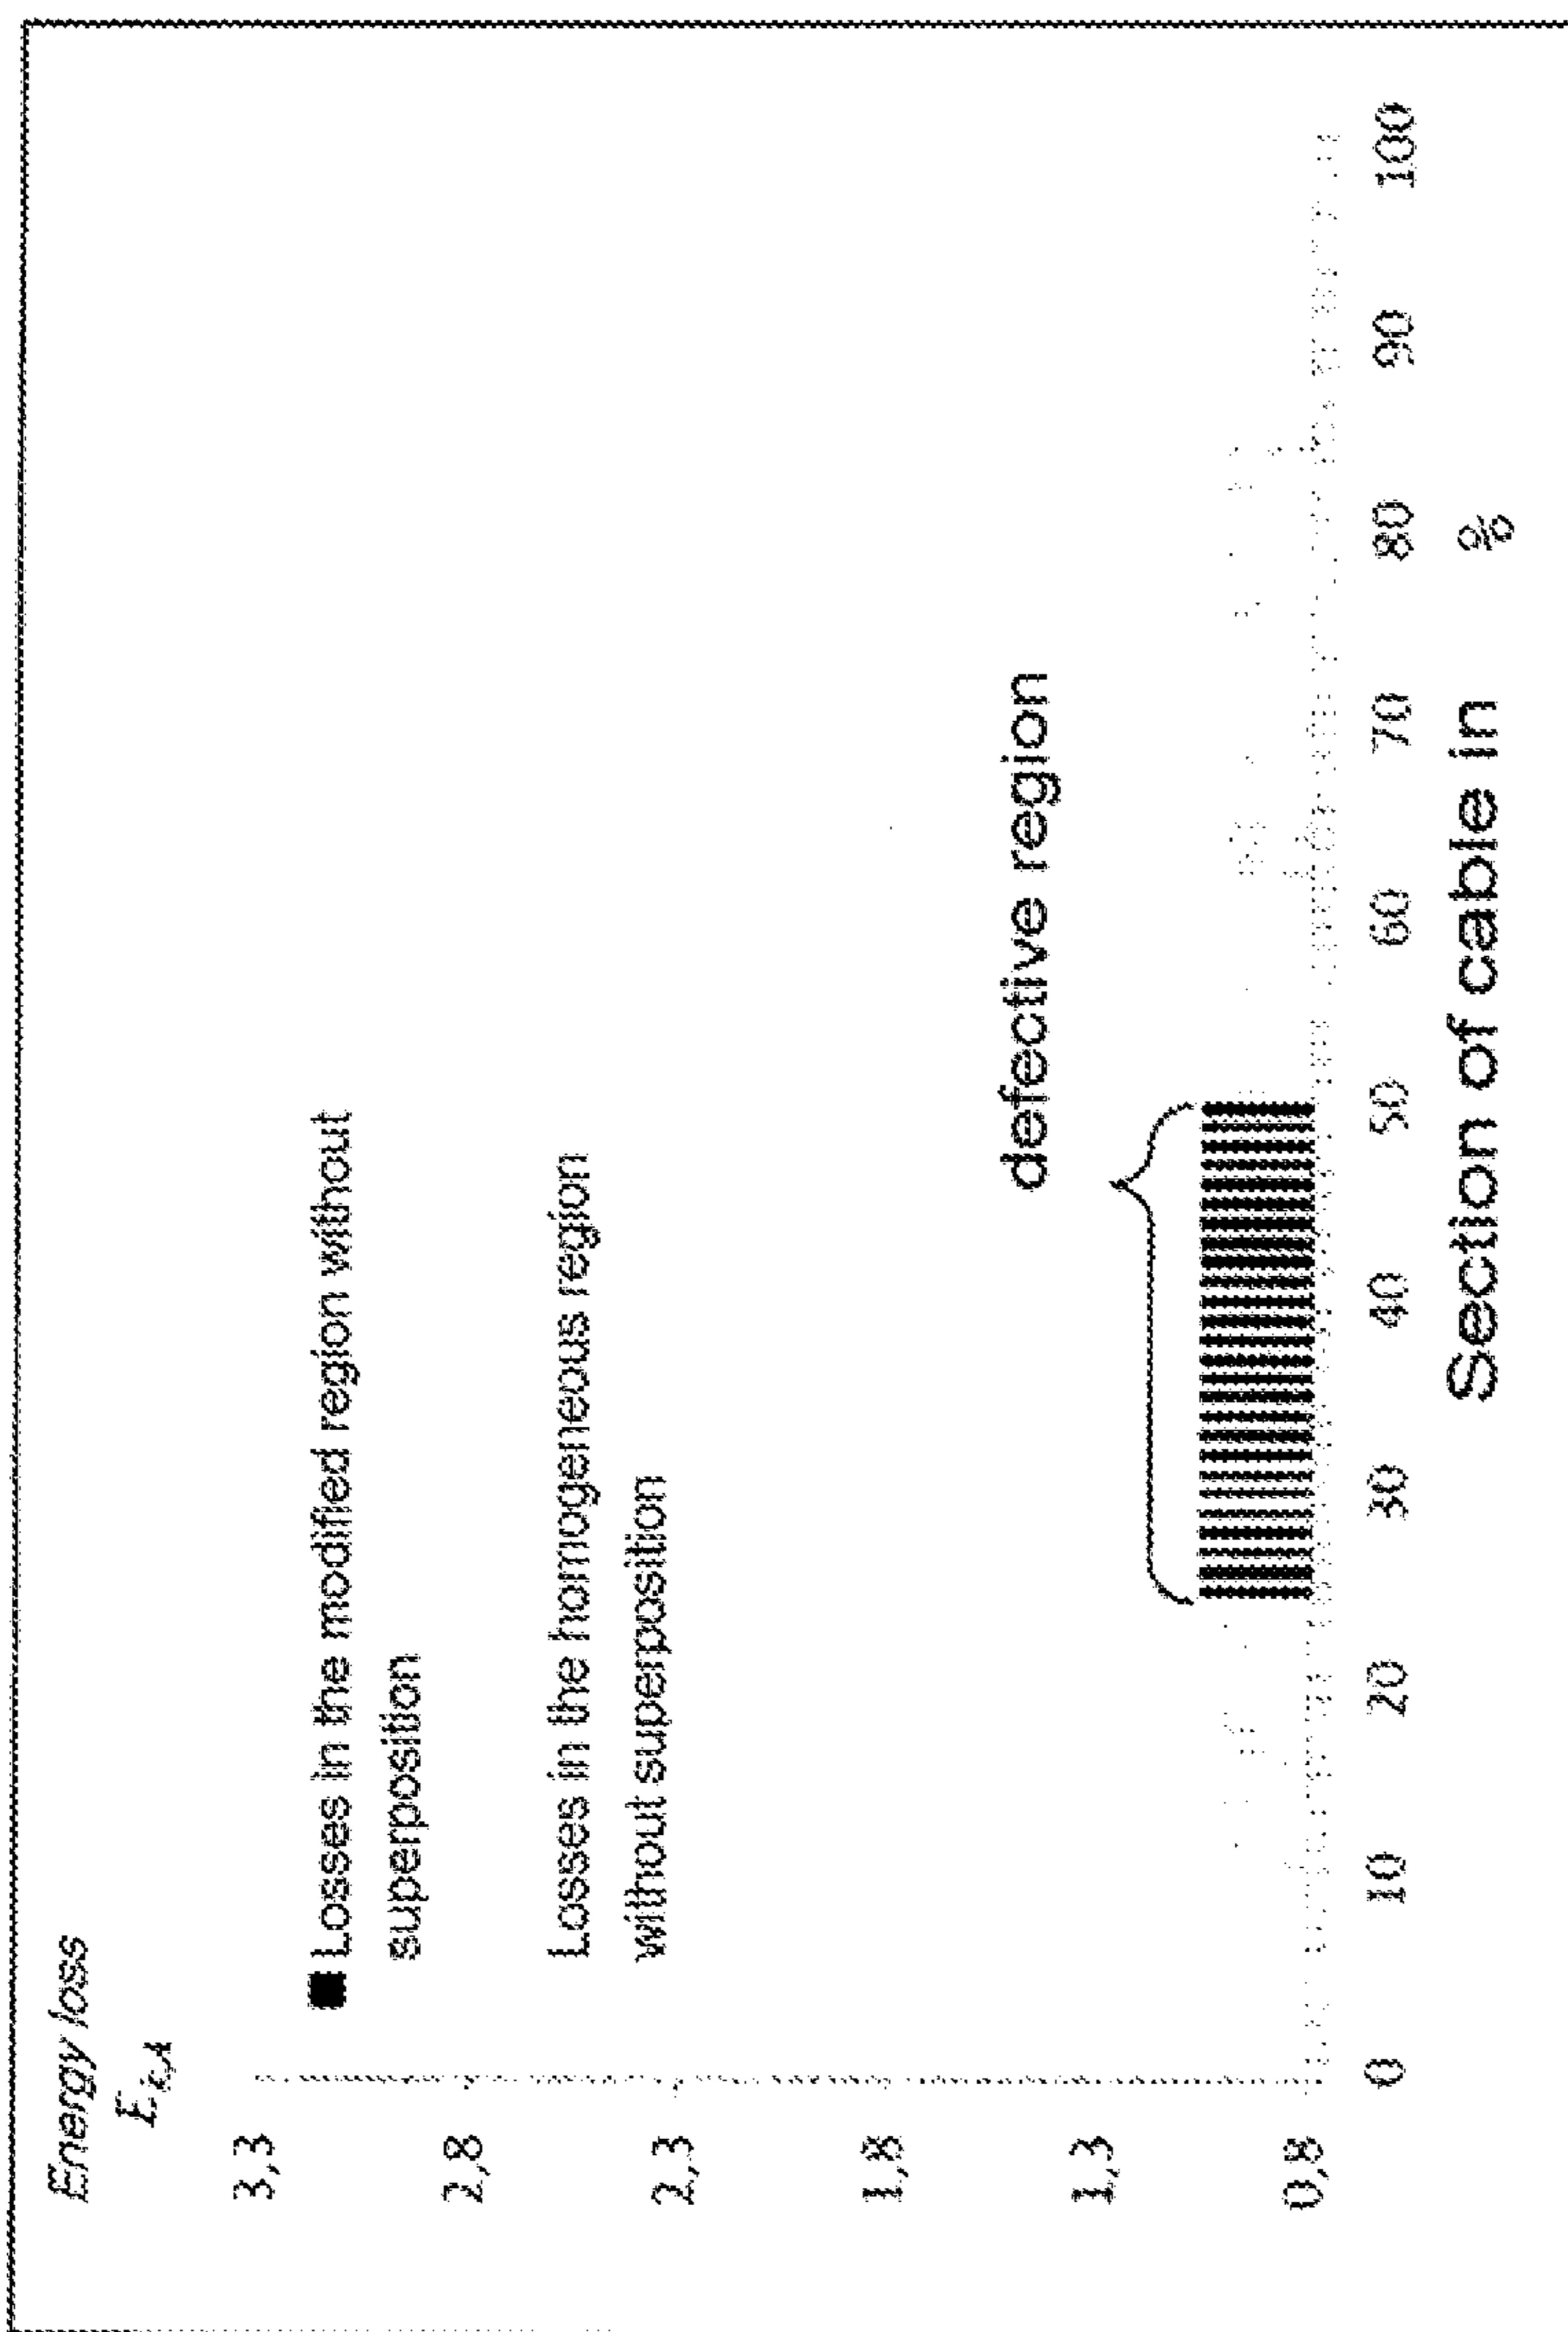 Energy loss
E_{i,A}
3,3
2,8
2,3
1,8
1,3
0,8
Losses in the modified region without
superposition
Losses in the homogeneous region
without superposition
defective region
0 10 20 30 40 50 60 70 80 90 100
Section of cable in %